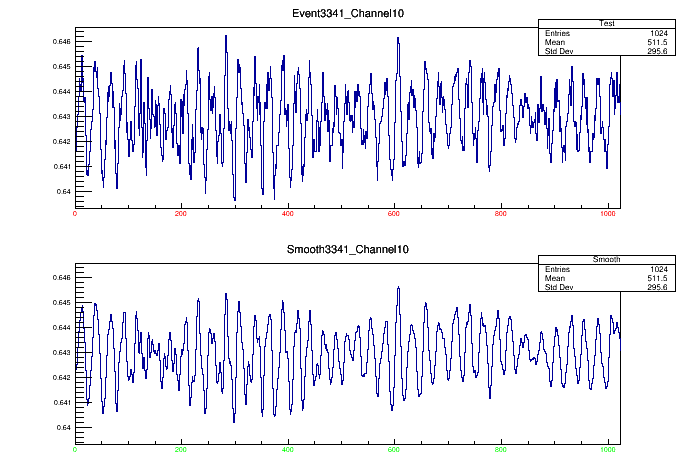 Event3341_Channel10
Test
Entries 1024
Mean 511.5
Std Dev 295.6
0.646
0.645
0.644
0.643
0.642
0.641
0.64
0 200 400 600 800 1000
Smooth3341_Channel10
Smooth
Entries 1024
Mean 511.5
Std Dev 295.6
0.646
0.645
0.644
0.643
0.642
0.641
0.64
0 200 400 600 800 1000